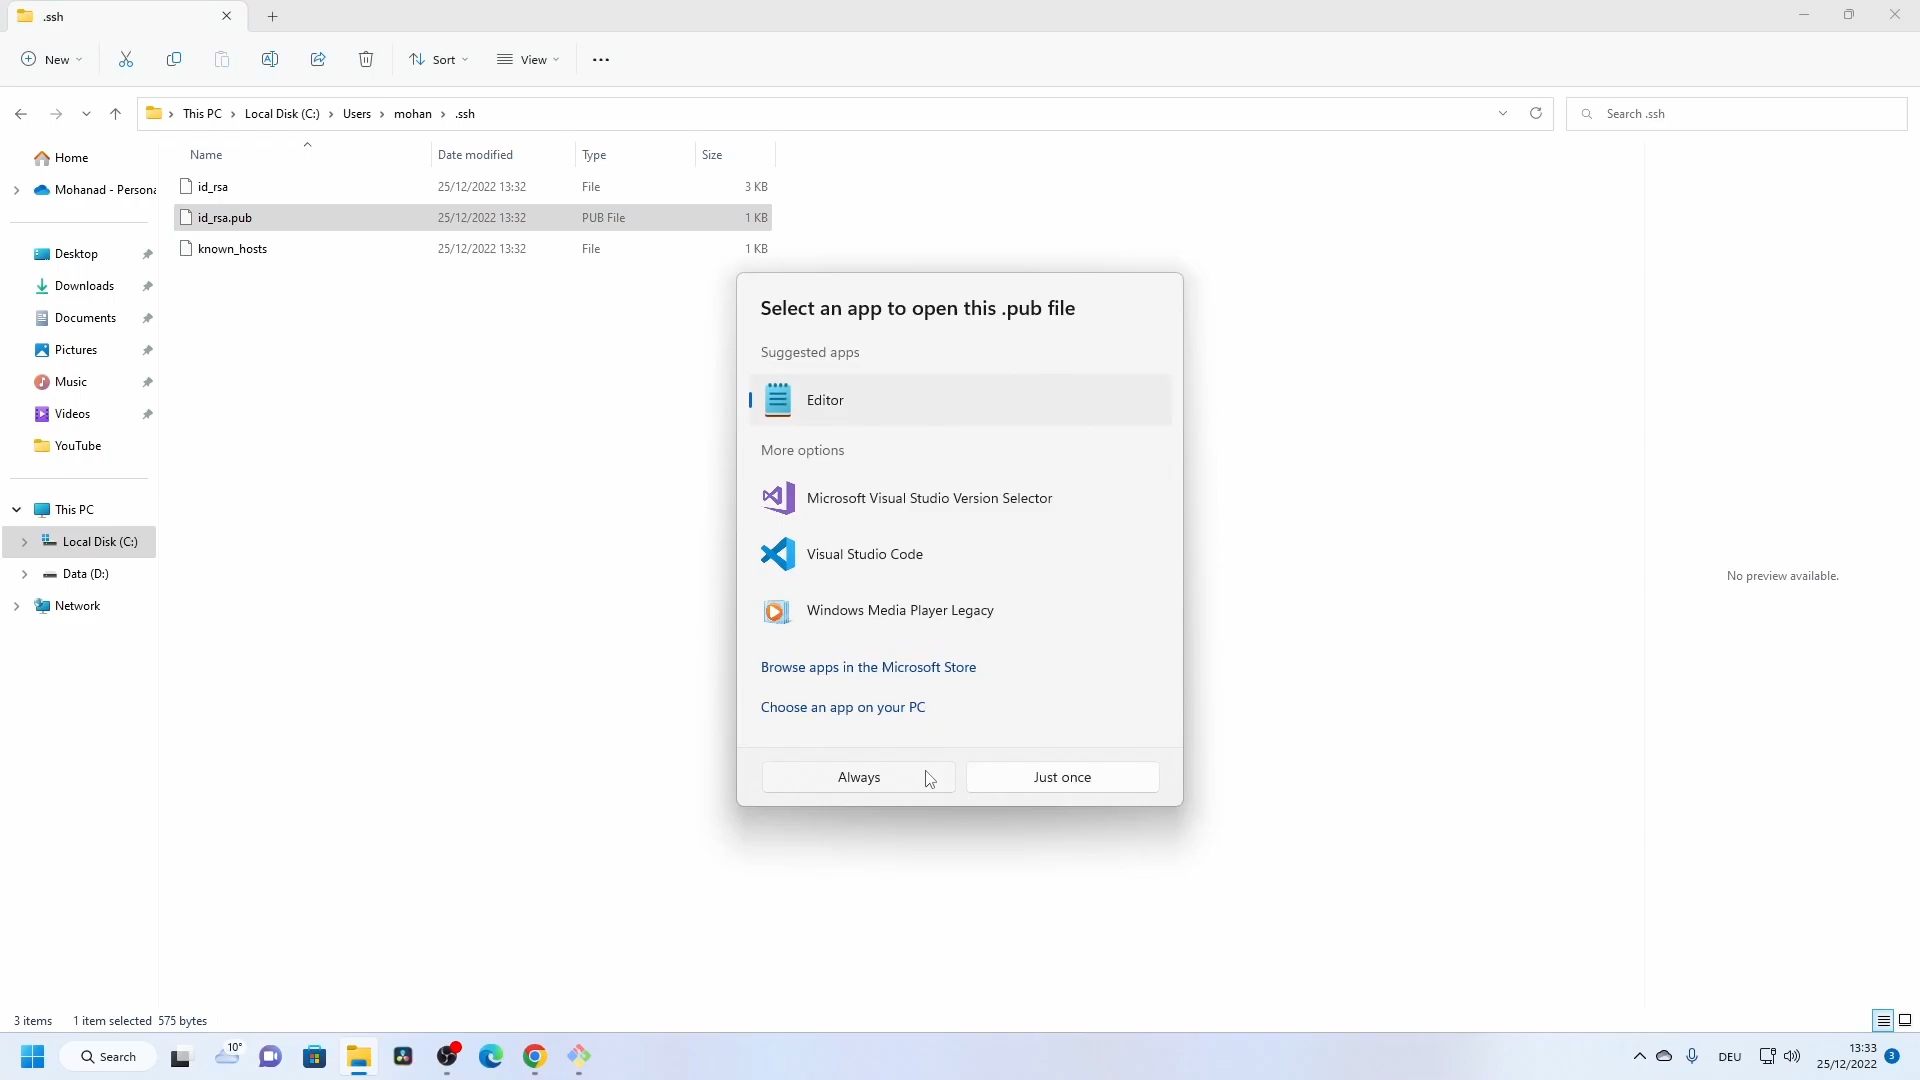 .ssh
New
Sort
View
This PC
Local Disk (C:)
Users
mohan
.ssh
Search .ssh
Name
Date modified
Type
Size
id_rsa
25/12/2022 13:32
File
3 KB
id_rsa.pub
25/12/2022 13:32
PUB File
1 KB
known_hosts
25/12/2022 13:32
File
1 KB
Home
Mohanad - Persona
Desktop
Downloads
Documents
Pictures
Music
Videos
YouTube
This PC
Local Disk (C:)
Data (D:)
Network
Select an app to open this .pub file
Suggested apps
Editor
More options
Microsoft Visual Studio Version Selector
Visual Studio Code
Windows Media Player Legacy
Browse apps in the Microsoft Store
Choose an app on your PC
Always
Just once
No preview available.
3 items
1 item selected 575 bytes
Search
10°
DEU
13:33
25/12/2022
3